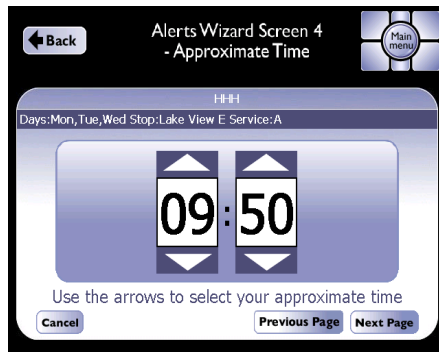 Back
Alerts Wizard Screen 4
- Approximate Time
Main
menu
HHH
Days:Mon,Tue,Wed Stop:Lake View E Service:A
09:50
Use the arrows to select your approximate time
Cancel
Previous Page
Next Page